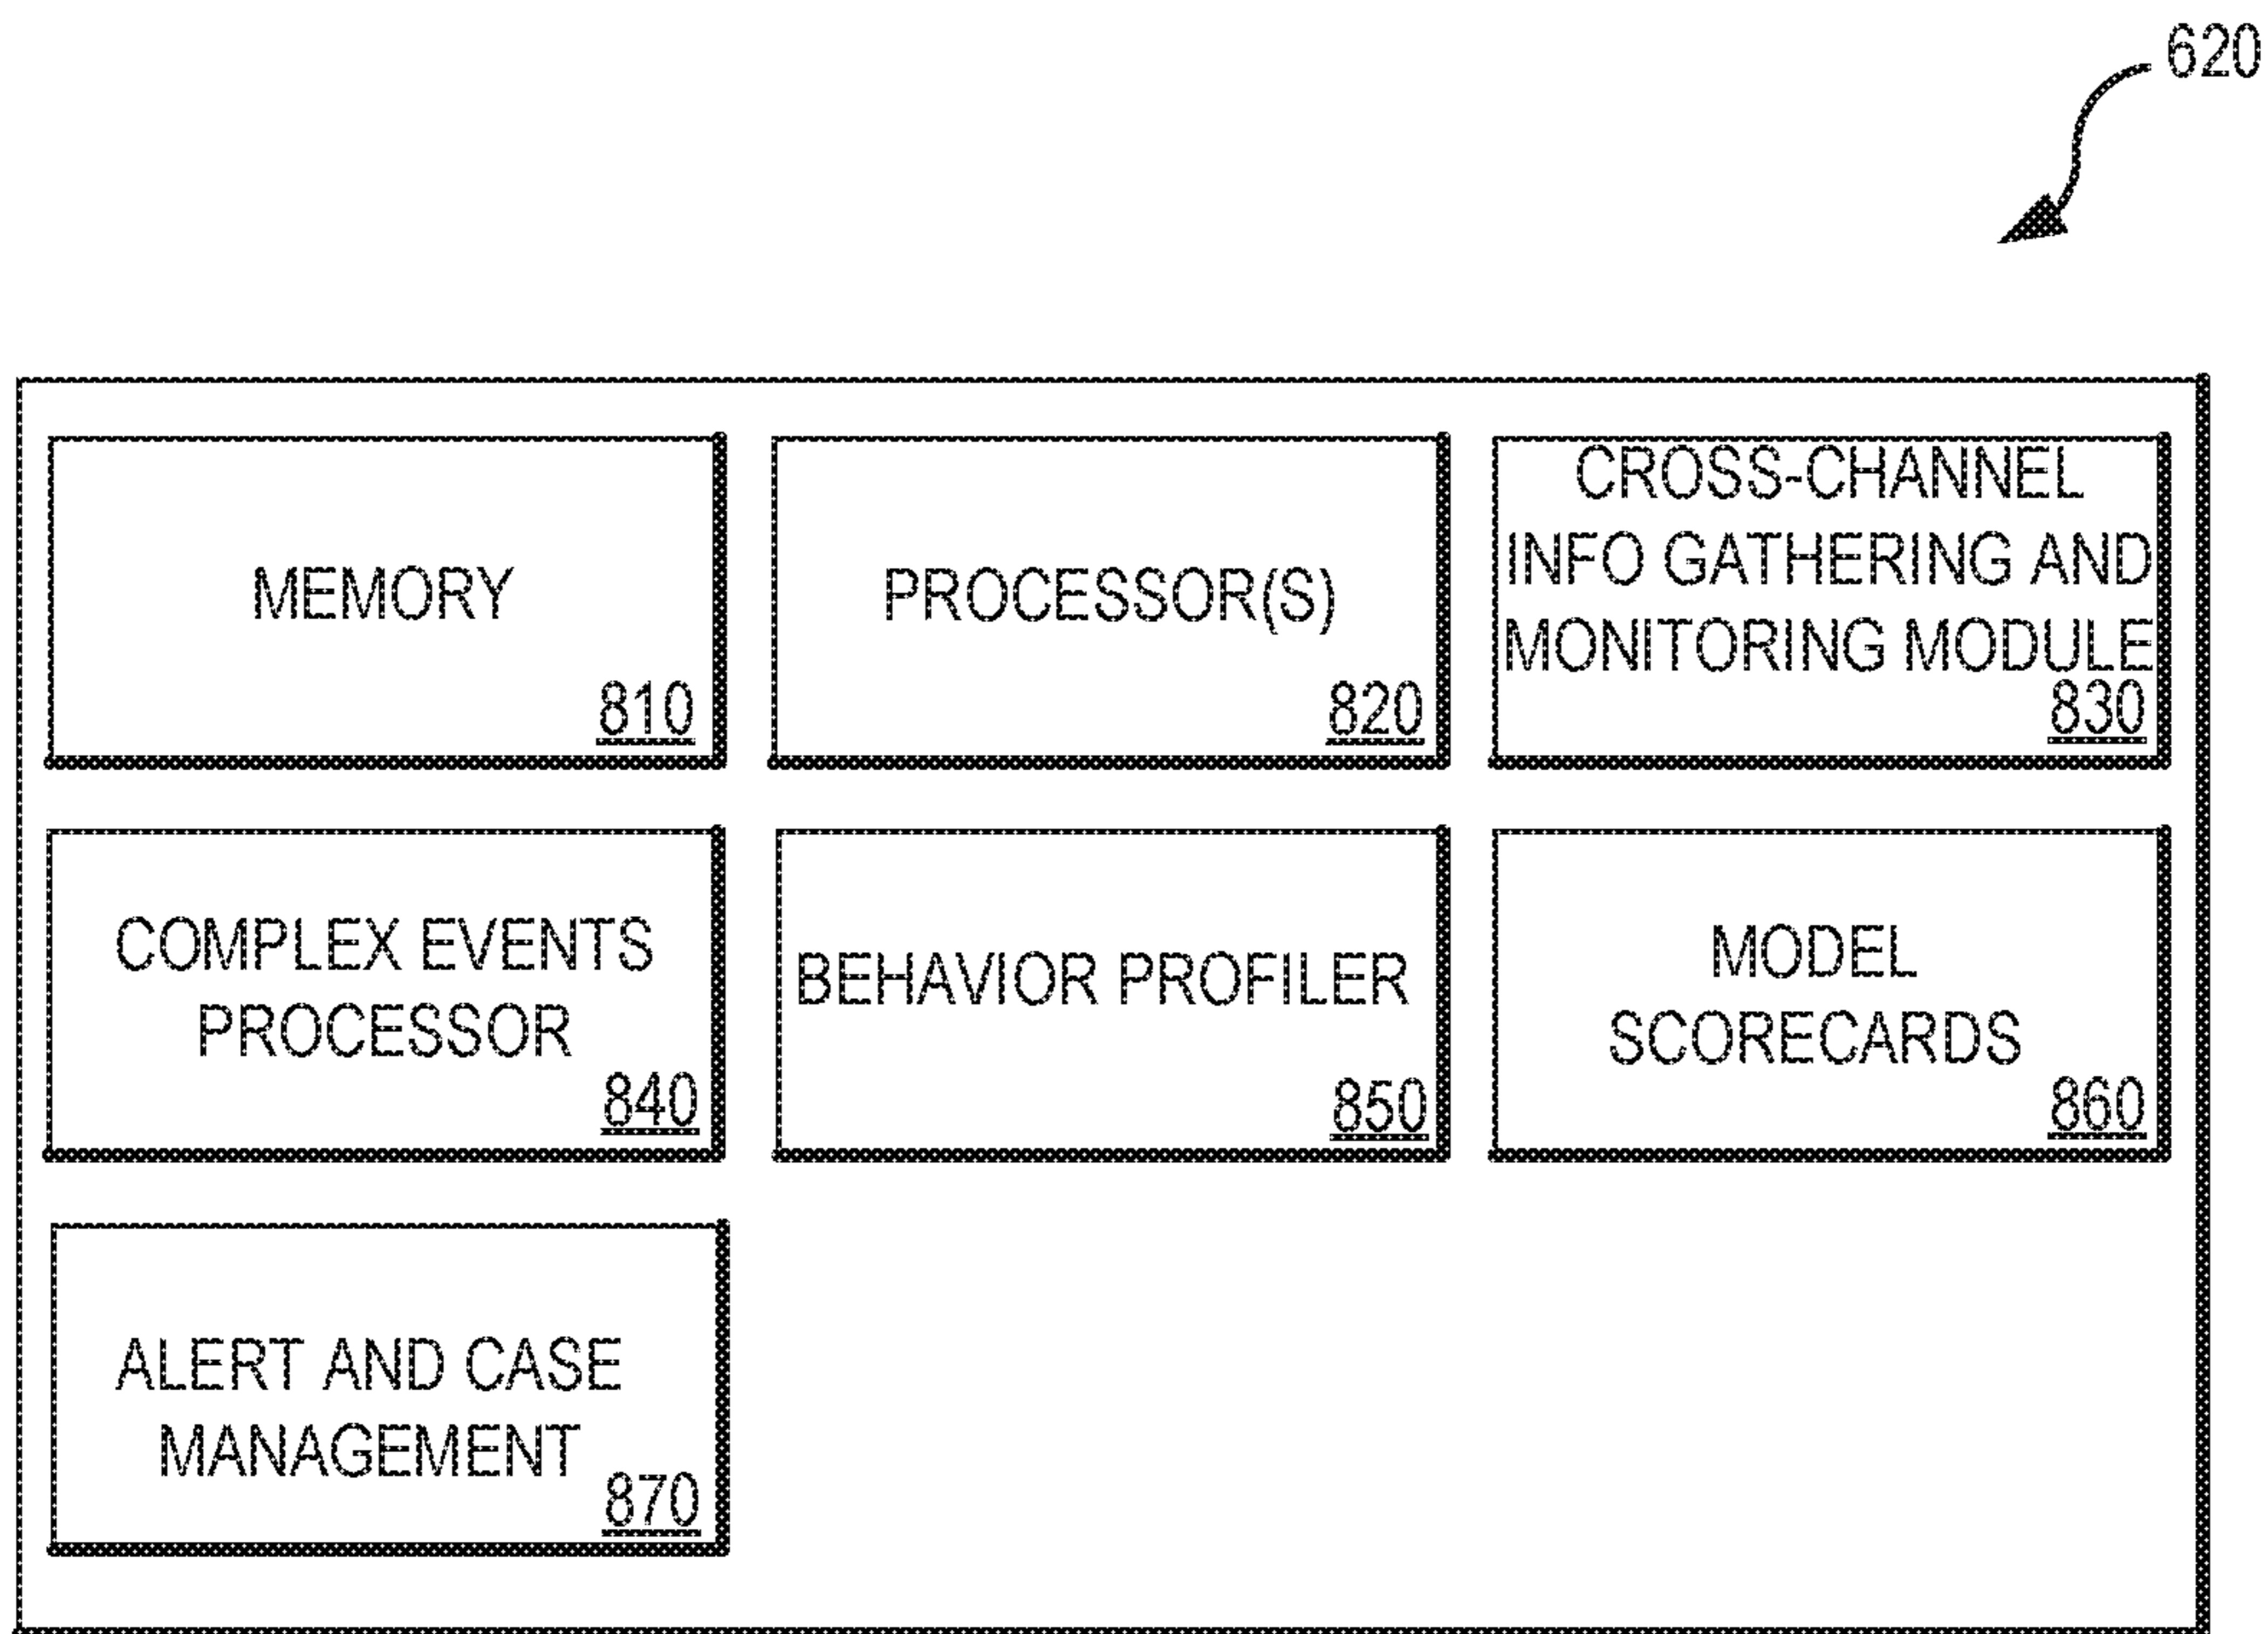 620
MEMORY
810
PROCESSOR(S)
820
CROSS-CHANNEL
INFO GATHERING AND
MONITORING MODULE
830
COMPLEX EVENTS
PROCESSOR
840
BEHAVIOR PROFILER
850
MODEL
SCORECARDS
860
ALERT AND CASE
MANAGEMENT
870